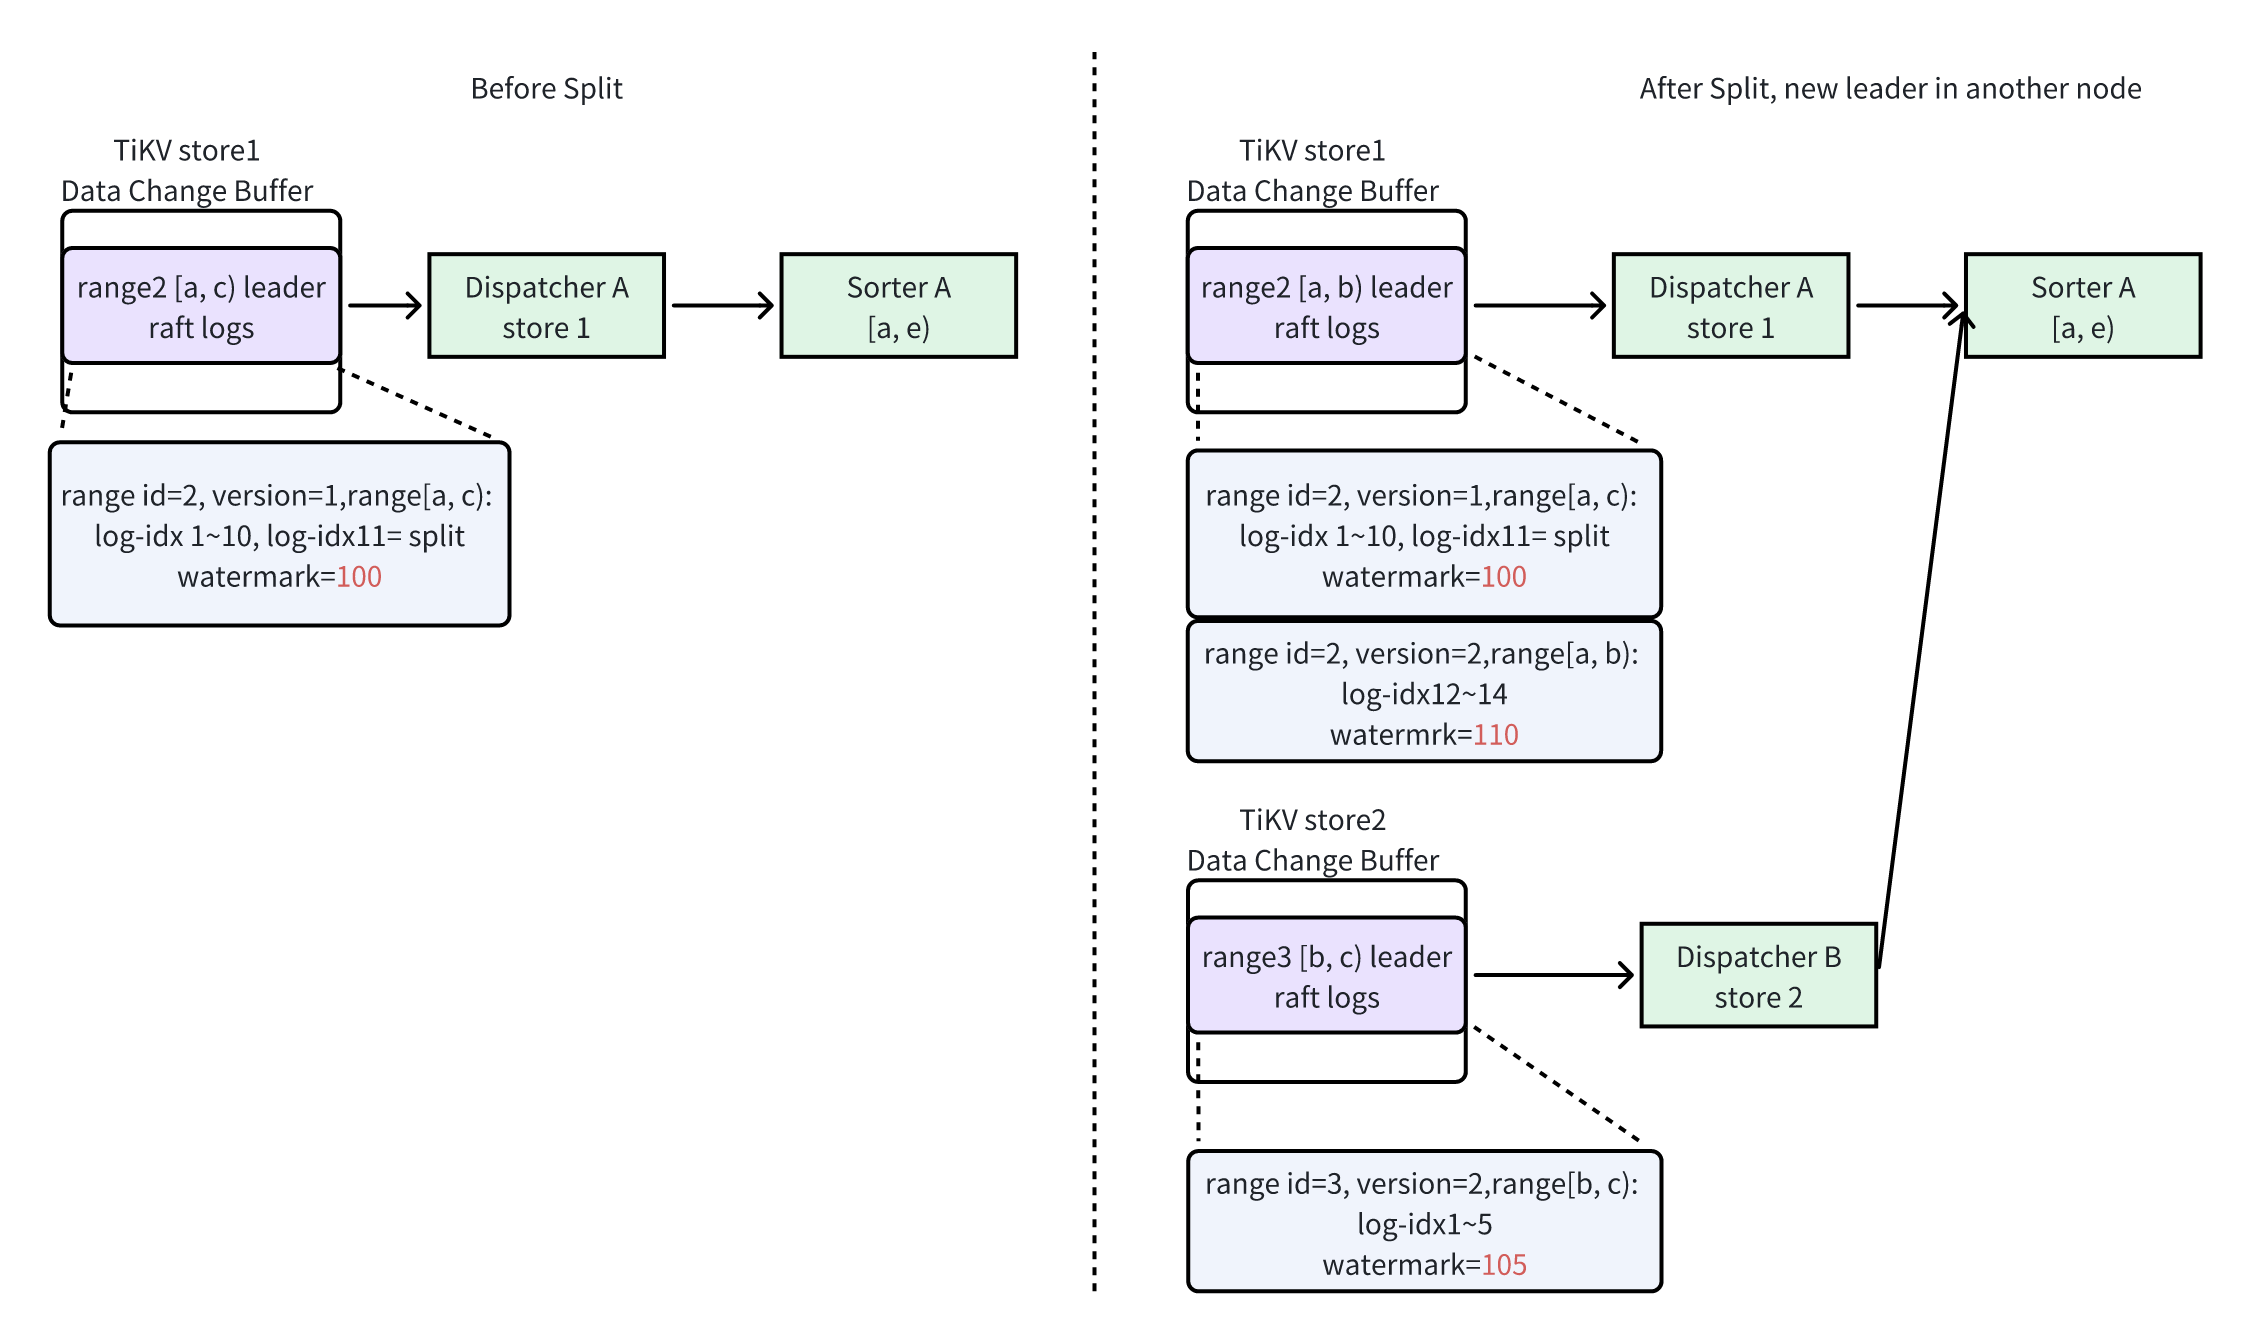 Before Split
TiKV store1
Data Change Buffer
range2 [a, c) leader
raft logs
Dispatcher A
store 1
Sorter A
[a, e)
range id=2, version=1,range[a, c):
log-idx 1~10, log-idx11= split
watermark=100
After Split, new leader in another node
TiKV store1
Data Change Buffer
range2 [a, b) leader
raft logs
Dispatcher A
store 1
Sorter A
[a, e)
range id=2, version=1,range[a, c):
log-idx 1~10, log-idx11= split
watermark=100
range id=2, version=2,range[a, b):
log-idx12~14
watermrk=110
TiKV store2
Data Change Buffer
range3 [b, c) leader
raft logs
Dispatcher B
store 2
range id=3, version=2,range[b, c):
log-idx1~5
watermark=105